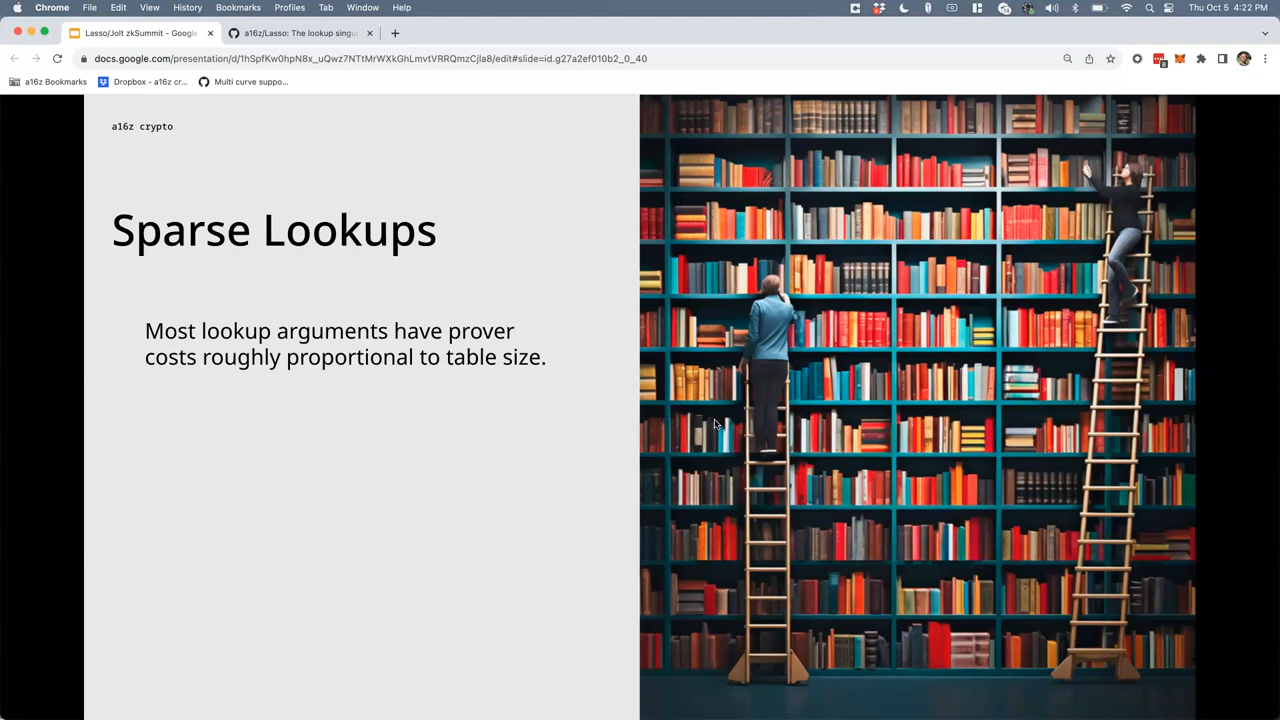 Chrome File Edit View History Bookmarks Profiles Tab Window Help
Thu Oct 5 4:22 PM
Lasso/Jolt zkSummit - Google
a16z/Lasso: The lookup singu
docs.google.com/presentation/d/1hSpfKw0hpN8x_uQwz7NTtMrWXkGhLmvtVRRQmzCjla8/edit#slide=id.g27a2ef010b2_0_40
a16z Bookmarks
Dropbox - a16z cr...
Multi curve suppo...
a16z crypto
Sparse Lookups
Most lookup arguments have prover
costs roughly proportional to table size.